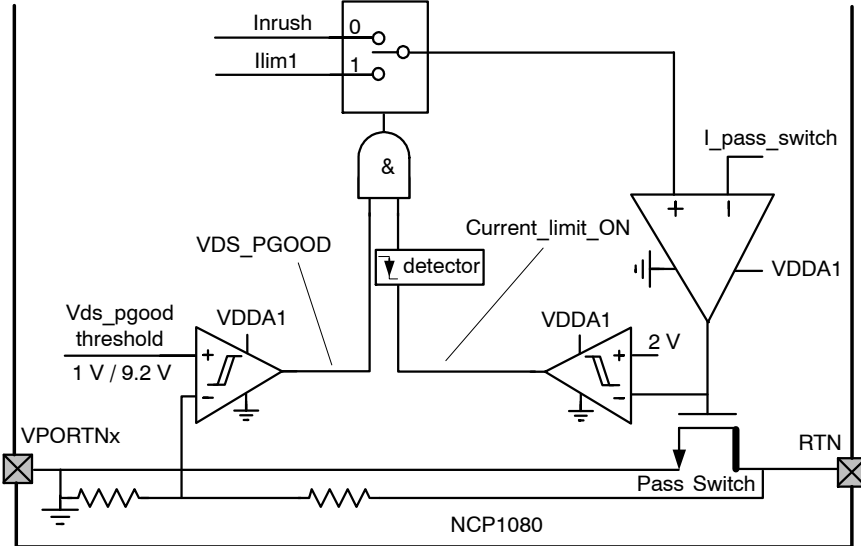 Inrush
0
Ilim1
1
I_pass_switch
&
+
−
VDS_PGOOD
Current_limit_ON
detector
VDDA1
Vds_pgood
threshold
1 V / 9.2 V
VDDA1
+
−
VDDA1
2 V
+
−
VPORTNx
RTN
Pass Switch
NCP1080